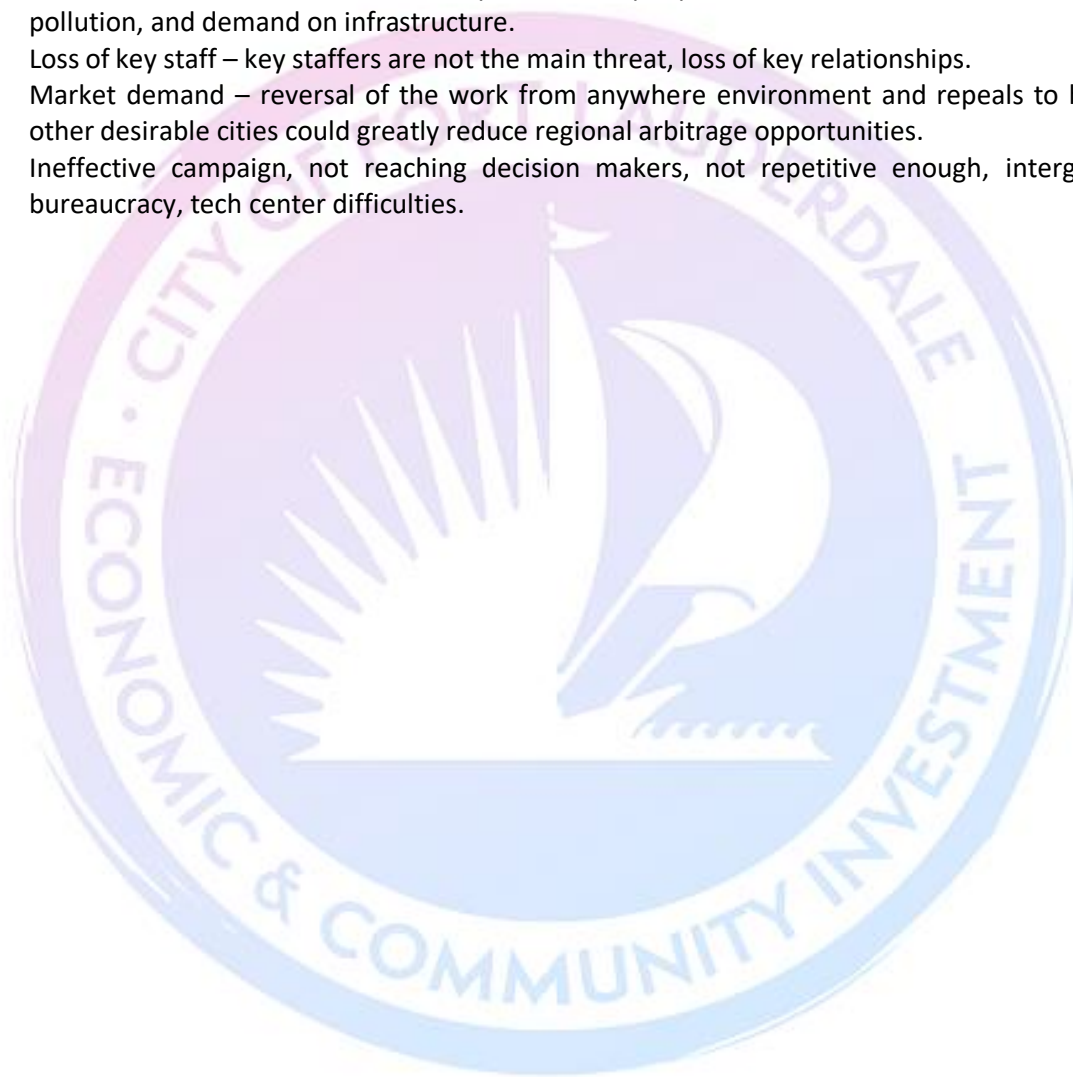 pollution, and demand on infrastructure.
Loss of key staff – key staffers are not the main threat, loss of key relationships.
Market demand – reversal of the work from anywhere environment and repeals to
other desirable cities could greatly reduce regional arbitrage opportunities.
Ineffective campaign, not reaching decision makers, not repetitive enough,
bureaucracy, tech center difficulties.
• CITY OF FORT LAUDERDALE
ECONOMIC & COMMUNITY INVESTMENT